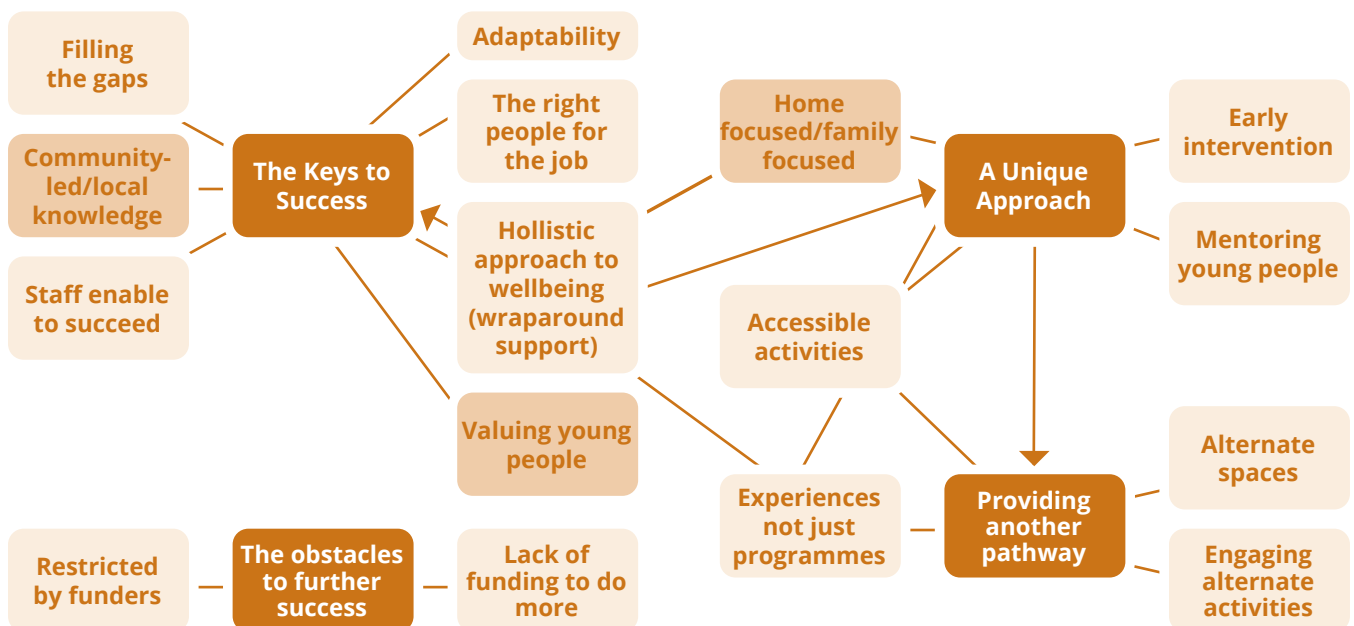 Filling
the gaps
Community-
led/local
knowledge
Staff enable
to succeed
The Keys to
Success
Adaptability
The right
people for
the job
Hollistic
approach to
wellbeing
(wraparound
support)
Valuing young
people
Home
focused/family
focused
A Unique
Approach
Early
intervention
Mentoring
young people
Accessible
activities
Experiences
not just
programmes
Providing
another
pathway
Alternate
spaces
Engaging
alternate
activities
Restricted
by funders
The obstacles
to further
success
Lack of
funding to do
more